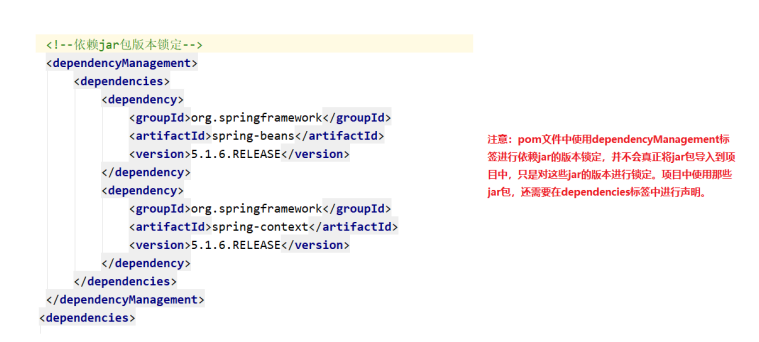 <!--依赖jar包版本锁定-->
<dependencyManagement>
<dependencies>
<dependency>
<groupId>org.springframework</groupId>
<artifactId>spring-beans</artifactId>
<version>5.1.6.RELEASE</version>
</dependency>
<dependency>
<groupId>org.springframework</groupId>
<artifactId>spring-context</artifactId>
<version>5.1.6.RELEASE</version>
</dependency>
</dependencies>
</dependencyManagement>
<dependencies>
注意：pom文件中使用dependencyManagement标
签进行依赖jar的版本锁定，并不会真正将jar包导入到项
目中，只是对这些jar的版本进行锁定。项目中使用那些
jar包，还需要在dependencies标签中进行声明。